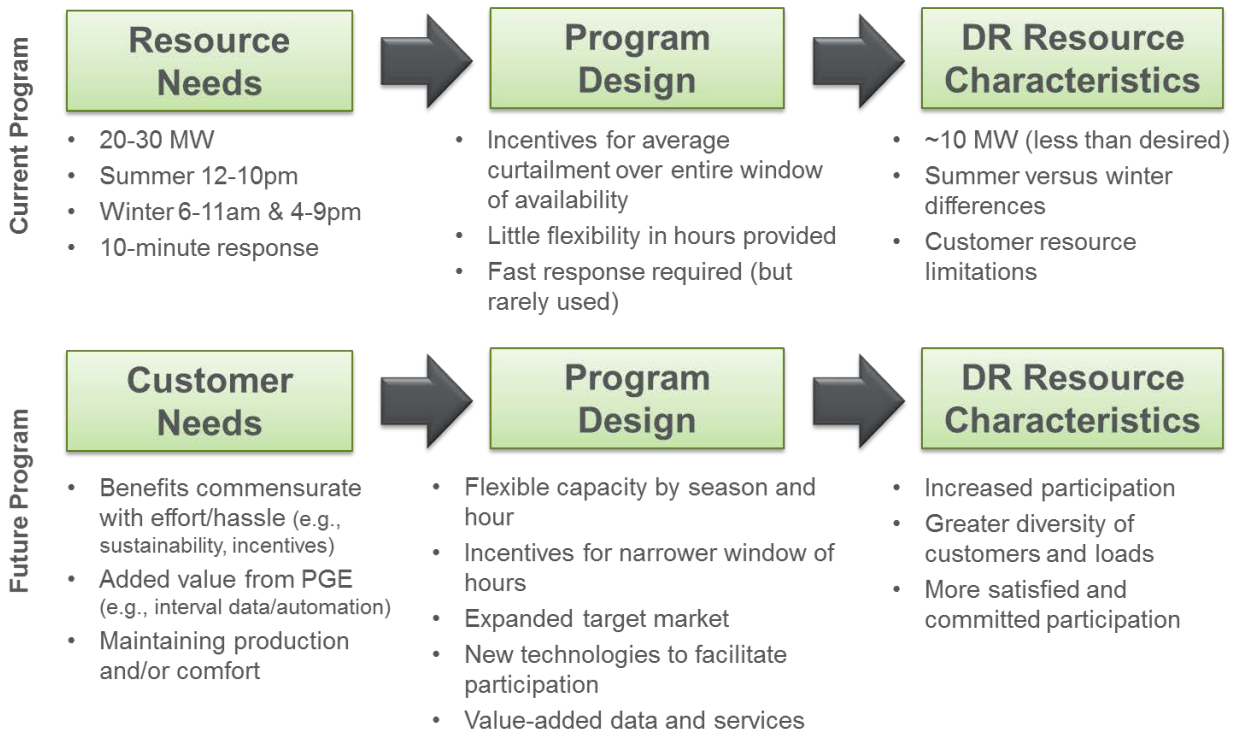 Current Program
Resource
Needs
• 20-30 MW
• Summer 12-10pm
• Winter 6-11am & 4-9pm
• 10-minute response
Program
Design
• Incentives for average
curtailment over entire window
of availability
• Little flexibility in hours provided
• Fast response required (but
rarely used)
DR Resource
Characteristics
• ~10 MW (less than desired)
• Summer versus winter
differences
• Customer resource
limitations
Future Program
Customer
Needs
• Benefits commensurate
with effort/hassle (e.g.,
sustainability, incentives)
• Added value from PGE
(e.g., interval data/automation)
• Maintaining production
and/or comfort
Program
Design
• Flexible capacity by season and
hour
• Incentives for narrower window of
hours
• Expanded target market
• New technologies to facilitate
participation
• Value-added data and services
DR Resource
Characteristics
• Increased participation
• Greater diversity of
customers and loads
• More satisfied and
committed participation